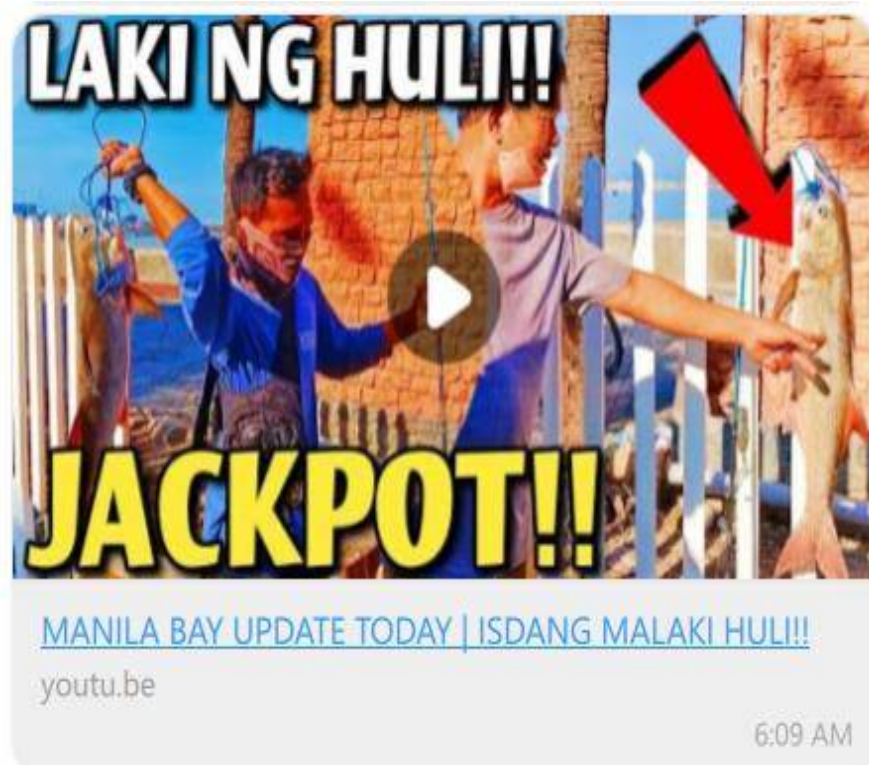 LAKI NG HULI!!
JACKPOT!!
MANILA BAY UPDATE TODAY | ISDANG MALAKI HULI!!
youtu.be
6:09 AM